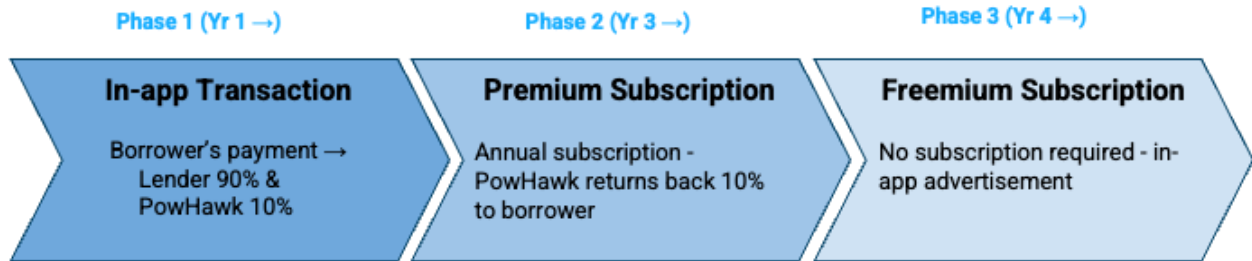 Phase 1 (Yr 1 →)
Phase 2 (Yr 3 →)
Phase 3 (Yr 4 →)
In-app Transaction
Borrower's payment →
Lender 90% &
PowHawk 10%
Premium Subscription
Annual subscription -
PowHawk returns back 10%
to borrower
Freemium Subscription
No subscription required - in-
app advertisement